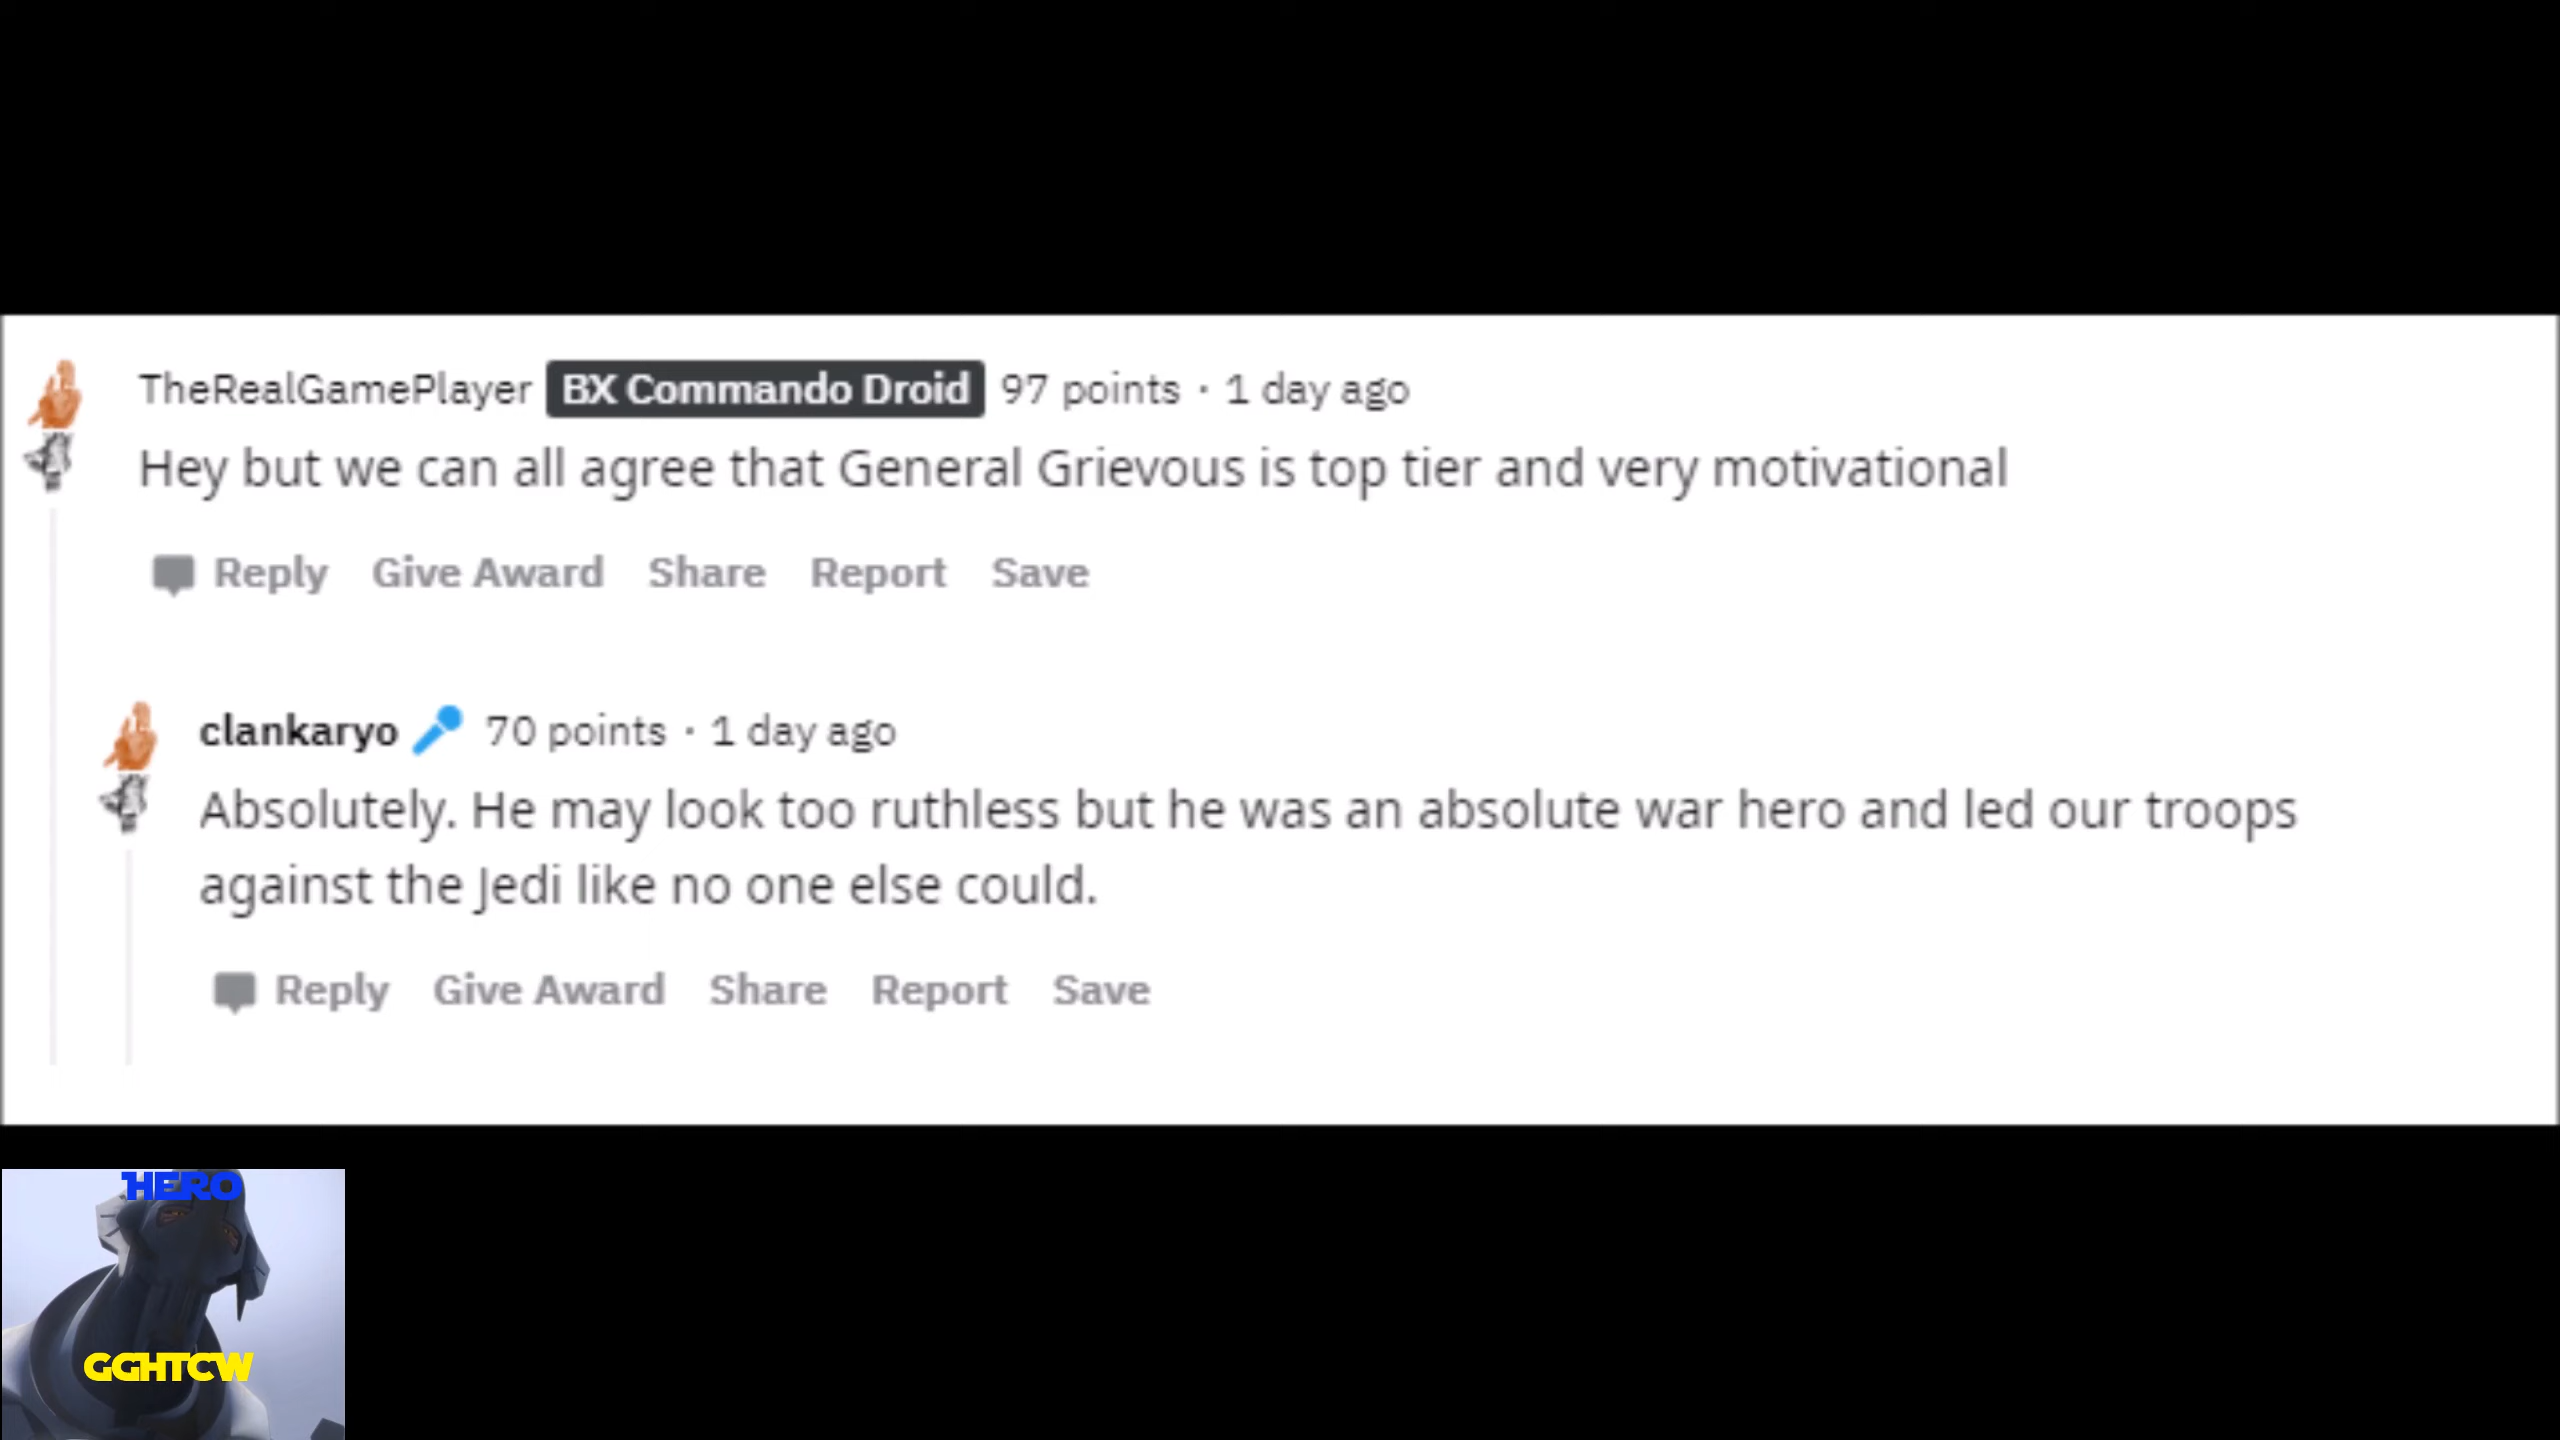 TheRealGamePlayer BX Commando Droid 97 points · 1 day ago
Hey but we can all agree that General Grievous is top tier and very motivational
Reply Give Award Share Report Save
clankaryo 70 points · 1 day ago
Absolutely. He may look too ruthless but he was an absolute war hero and led our troops
against the Jedi like no one else could.
Reply Give Award Share Report Save
HERO
GGHTCW